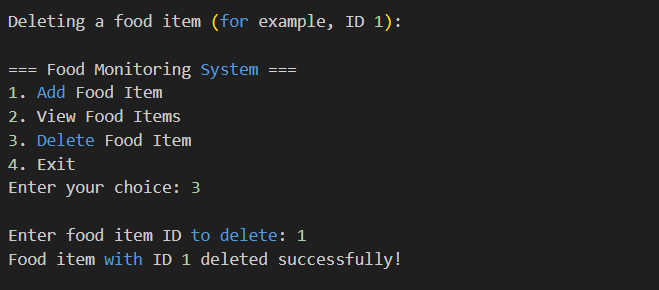 Deleting a food item (for example, ID 1):
=== Food Monitoring System ===
1. Add Food Item
2. View Food Items
3. Delete Food Item
4. Exit
Enter your choice: 3
Enter food item ID to delete: 1
Food item with ID 1 deleted successfully!